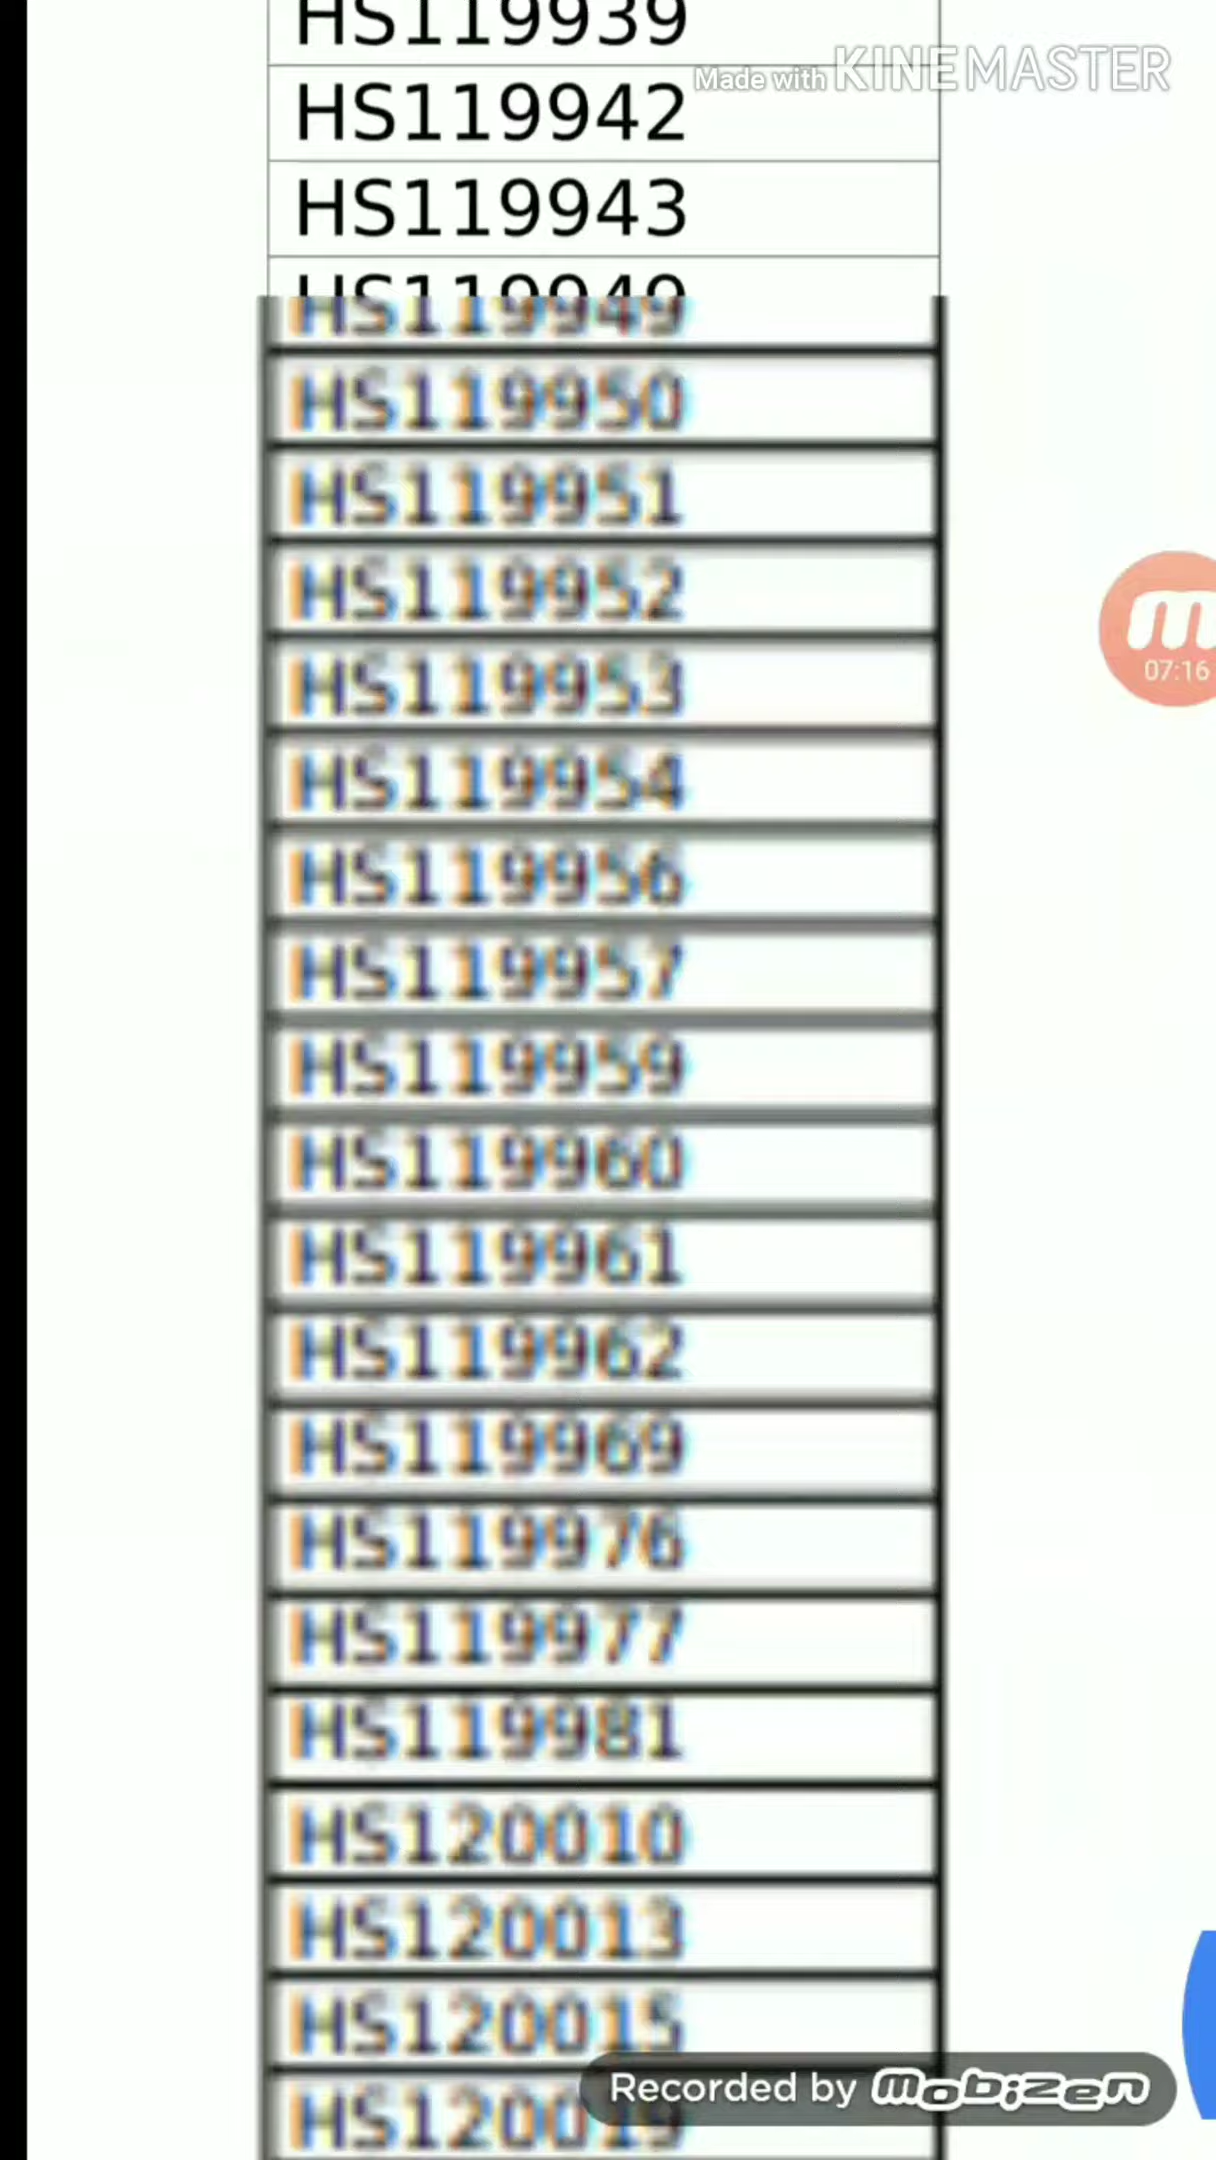 HS119939
Made with KINEMASTER
HS119942
HS119943
HS119949
HS119950
HS119951
HS119952
HS119953
HS119954
HS119956
HS119957
HS119959
HS119960
HS119961
HS119962
HS119969
HS119976
HS119977
HS119981
HS120010
HS120013
HS120015
HS120019
m
07:16
Recorded by mobizen